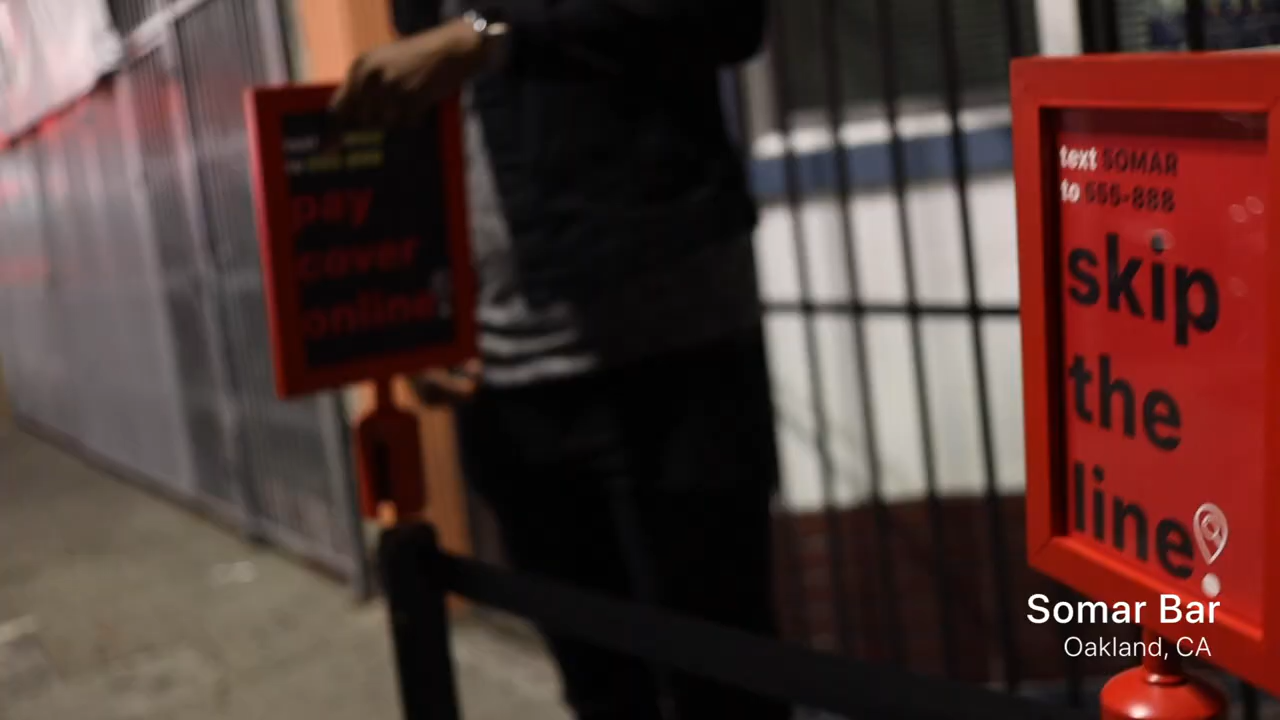 pay
cover
online
text SOMAR
to 555-888
skip
the
line
Somar Bar
Oakland, CA